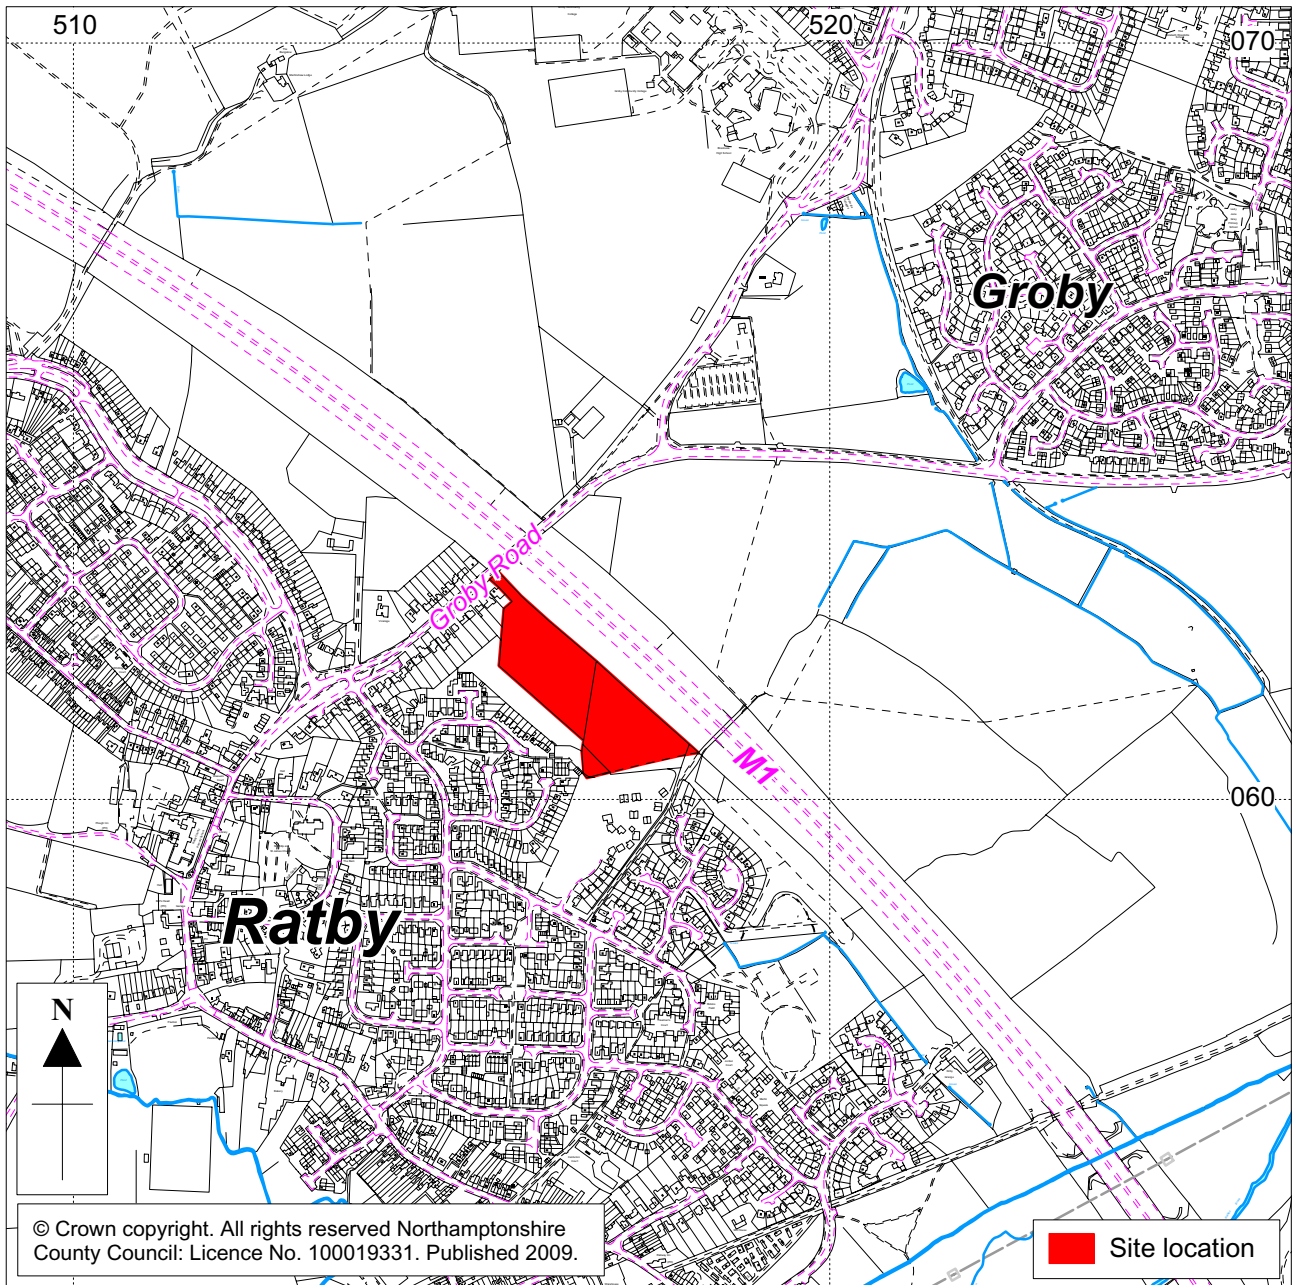 510
520
070
Groby
Groby Road
M1
060
Ratby
N
© Crown copyright. All rights reserved Northamptonshire
County Council: Licence No. 100019331. Published 2009.
Site location